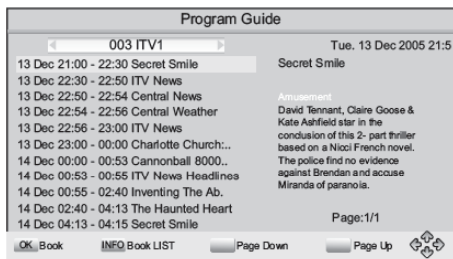 Program Guide
003 ITV1
Tue. 13 Dec 2005 21:5
13 Dec 21:00 - 22:30 Secret Smile
13 Dec 22:30 - 22:50 ITV News
13 Dec 22:50 - 22:54 Central News
13 Dec 22:54 - 22:56 Central Weather
13 Dec 22:56 - 23:00 ITV News
13 Dec 23:00 - 00:00 Charlotte Church:..
14 Dec 00:00 - 00:53 Cannonball 8000..
14 Dec 00:53 - 00:55 ITV News Headlines
14 Dec 00:55 - 02:40 Inventing The Ab.
14 Dec 02:40 - 04:13 The Haunted Heart
14 Dec 04:13 - 04:15 Secret Smile
Secret Smile
Amusement
David Tennant, Claire Goose &
Kate Ashfield star in the
conclusion of this 2- part thriller
based on a Nicci French novel.
The police find no evidence
against Brendan and accuse
Miranda of paranoia.
Page:1/1
OK Book INFO Book LIST Page Down Page Up